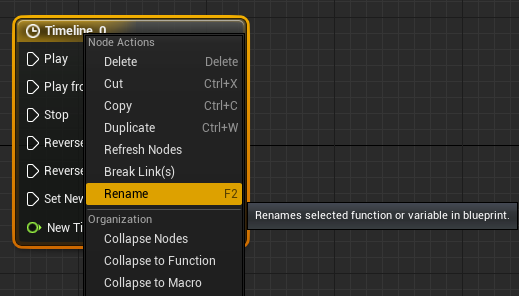 Timeline_0
Node Actions
Play
Delete Delete
Play fro
Cut Ctrl+X
Copy Ctrl+C
Stop
Duplicate Ctrl+W
Reverse
Refresh Nodes
Reverse
Break Link(s)
Set New
Rename F2
Renames selected function or variable in blueprint.
Organization
New Ti
Collapse Nodes
Collapse to Function
Collapse to Macro